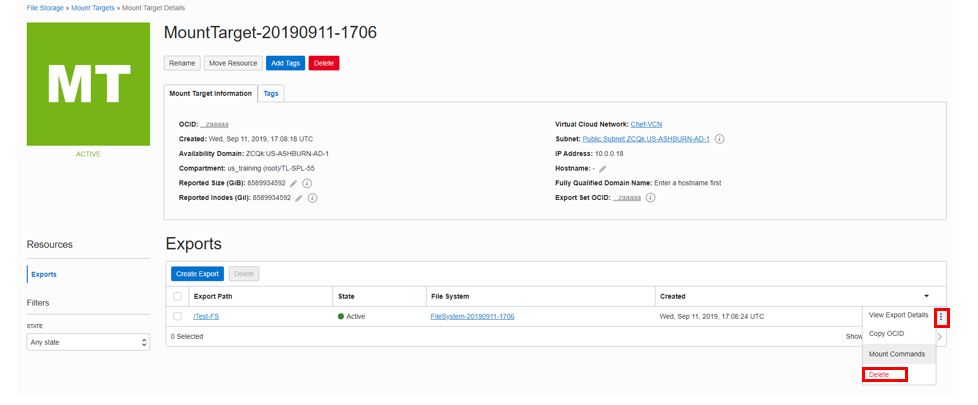 File Storage » Mount Targets » Mount Target Details
MT
ACTIVE
MountTarget-20190911-1706
Rename Move Resource Add Tags Delete
Mount Target Information Tags
OCID: ...zaaaaa
Created: Wed, Sep 11, 2019, 17:08:18 UTC
Availability Domain: ZCQk:US-ASHBURN-AD-1
Compartment: us_training (root)/TL-SPL-55
Reported Size (GiB): 8589934592
Reported Inodes (GiI): 8589934592
Virtual Cloud Network: Chef-VCN
Subnet: Public Subnet ZCQk:US-ASHBURN-AD-1
IP Address: 10.0.0.18
Hostname: -
Fully Qualified Domain Name: Enter a hostname first
Export Set OCID: ...zaaaaa
Resources
Exports
Filters
STATE
Any state
Exports
Create Export Delete
Export Path State File System Created
/Test-FS Active FileSystem-20190911-1706 Wed, Sep 11, 2019, 17:08:24 UTC
0 Selected
View Export Details
Copy OCID
Mount Commands
Delete